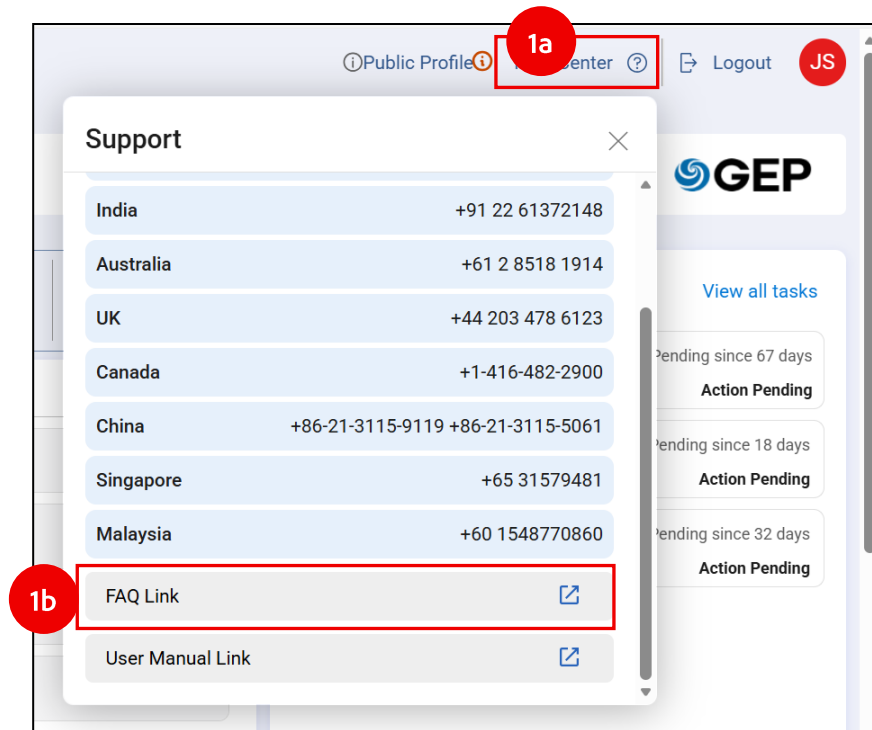 1a
Public Profile
enter
Logout
JS
Support
GEP
India +91 22 61372148
Australia +61 2 8518 1914
View all tasks
UK +44 203 478 6123
Pending since 67 days
Canada +1-416-482-2900
Action Pending
China +86-21-3115-9119 +86-21-3115-5061
Pending since 18 days
Singapore +65 31579481
Action Pending
Malaysia +60 1548770860
Pending since 32 days
Action Pending
1b
FAQ Link
User Manual Link